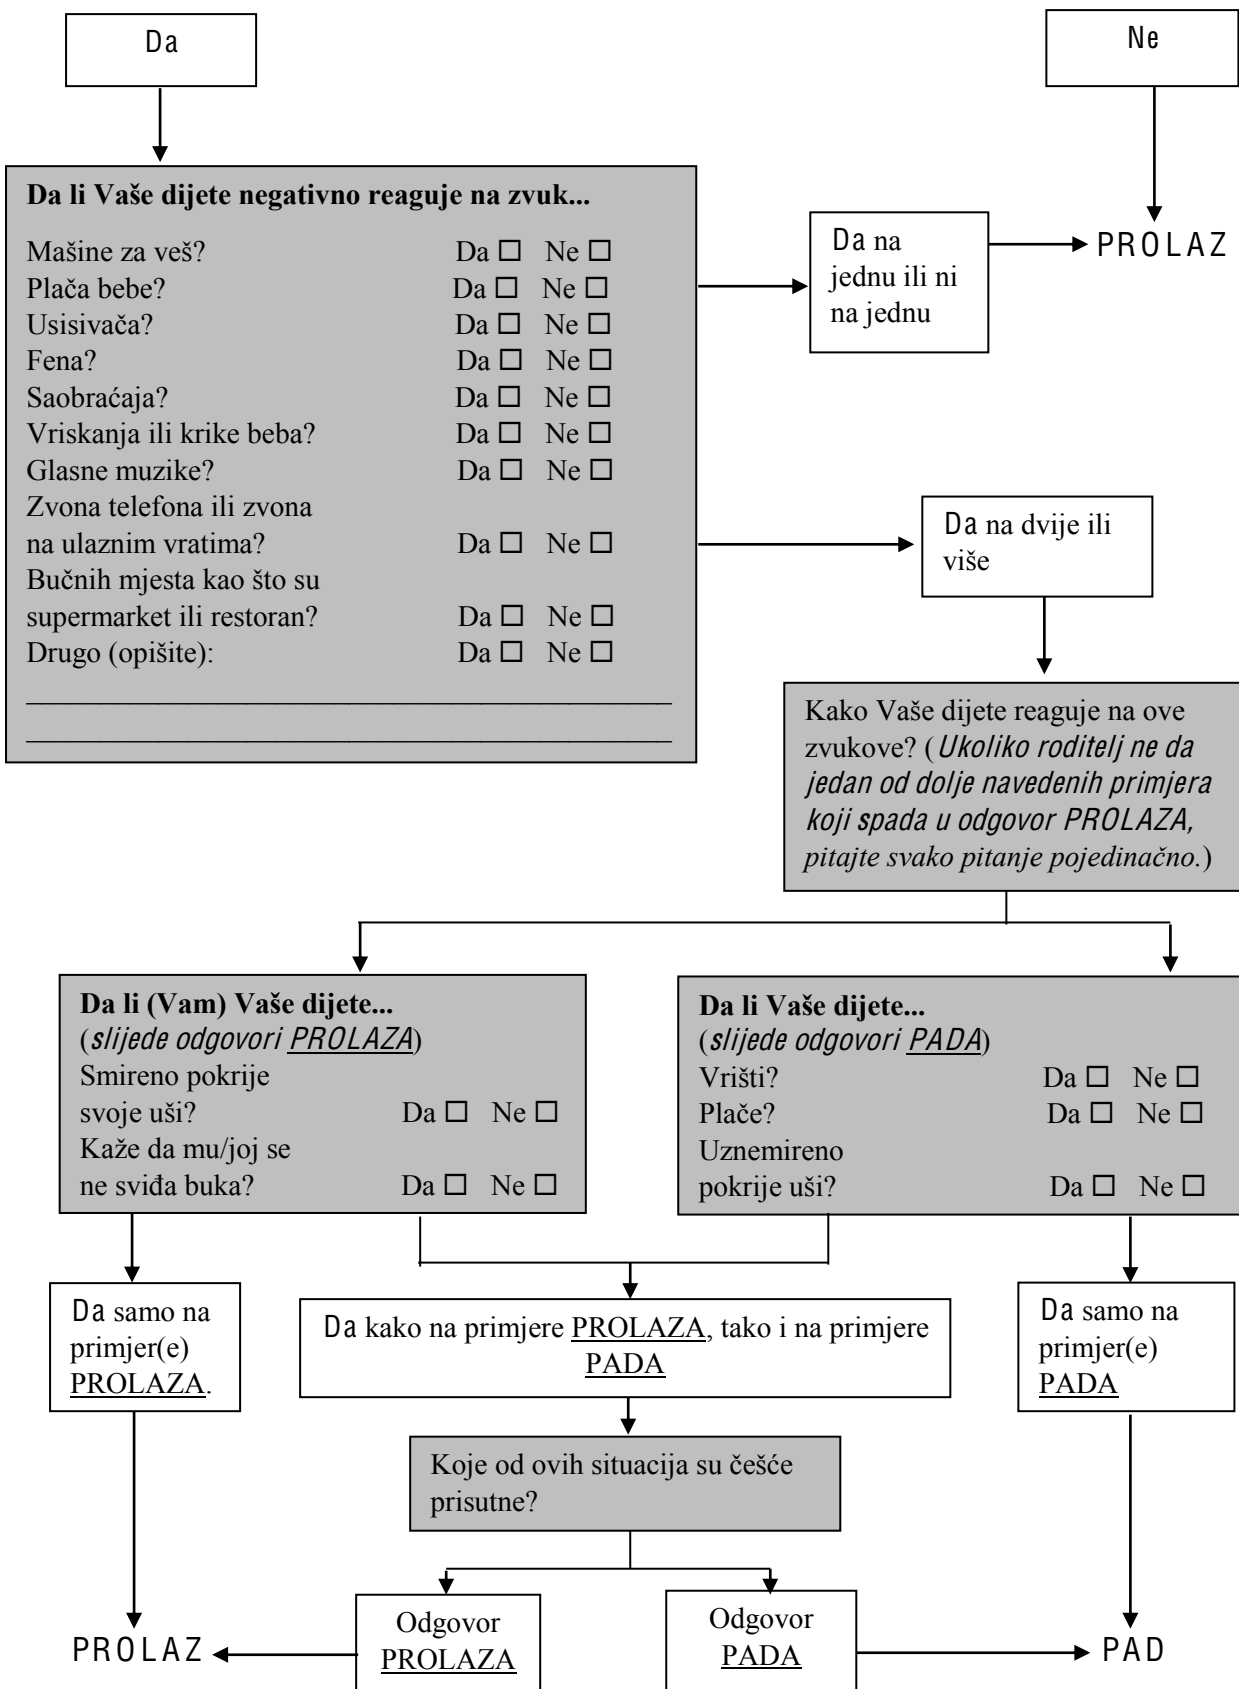 Da
Ne
Da li Vaše dijete negativno reaguje na zvuk...
Mašine za veš? Da □ Ne □
Plača bebe? Da □ Ne □
Usisivača? Da □ Ne □
Fena? Da □ Ne □
Saobraćaja? Da □ Ne □
Vriskanja ili krike beba? Da □ Ne □
Glasne muzike? Da □ Ne □
Zvona telefona ili zvona
na ulaznim vratima? Da □ Ne □
Bučnih mjesta kao što su
supermarket ili restoran? Da □ Ne □
Drugo (opišite): Da □ Ne □
Da na
jednu ili ni
na jednu
PROLAZ
Da na dvije ili
više
Kako Vaše dijete reaguje na ove
zvukove? (Ukoliko roditelj ne da
jedan od dolje navedenih primjera
koji spada u odgovor PROLAZA,
pitajte svako pitanje pojedinačno.)
Da li (Vam) Vaše dijete...
(slijede odgovori PROLAZA)
Smireno pokrije
svoje uši? Da □ Ne □
Kaže da mu/joj se
ne sviđa buka? Da □ Ne □
Da li Vaše dijete...
(slijede odgovori PADA)
Vrišti? Da □ Ne □
Plače? Da □ Ne □
Uznemireno
pokrije uši? Da □ Ne □
Da samo na
primjer(e)
PROLAZA.
Da kako na primjere PROLAZA, tako i na primjere
PADA
Da samo na
primjer(e)
PADA
Koje od ovih situacija su češće
prisutne?
PROLAZ
Odgovor
PROLAZA
Odgovor
PADA
PAD